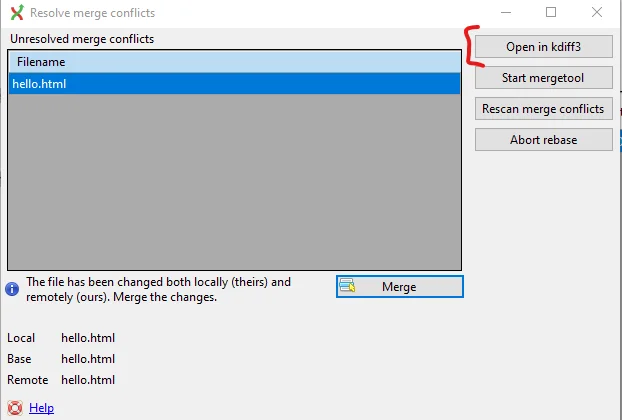 Resolve merge conflicts
Unresolved merge conflicts
Filename
hello.html
Open in kdiff3
Start mergetool
Rescan merge conflicts
Abort rebase
The file has been changed both locally (theirs) and
remotely (ours). Merge the changes.
Merge
Local hello.html
Base hello.html
Remote hello.html
Help